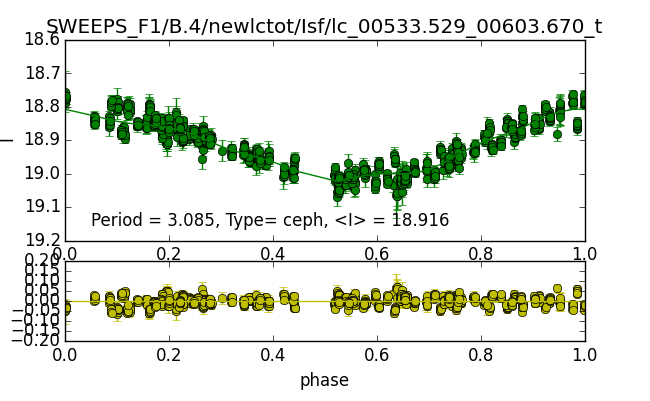 SWEEPS_F1/B.4/newlctot/Isf/lc_00533.529_00603.670_t
18.6
18.7
18.8
18.9
19.0
19.1
19.2
I
Period = 3.085, Type= ceph, <I> = 18.916
0.0 0.2 0.4 0.6 0.8 1.0
0.20
0.15
0.10
0.05
0.00
−0.05
−0.10
−0.15
−0.20
0.0 0.2 0.4 0.6 0.8 1.0
phase